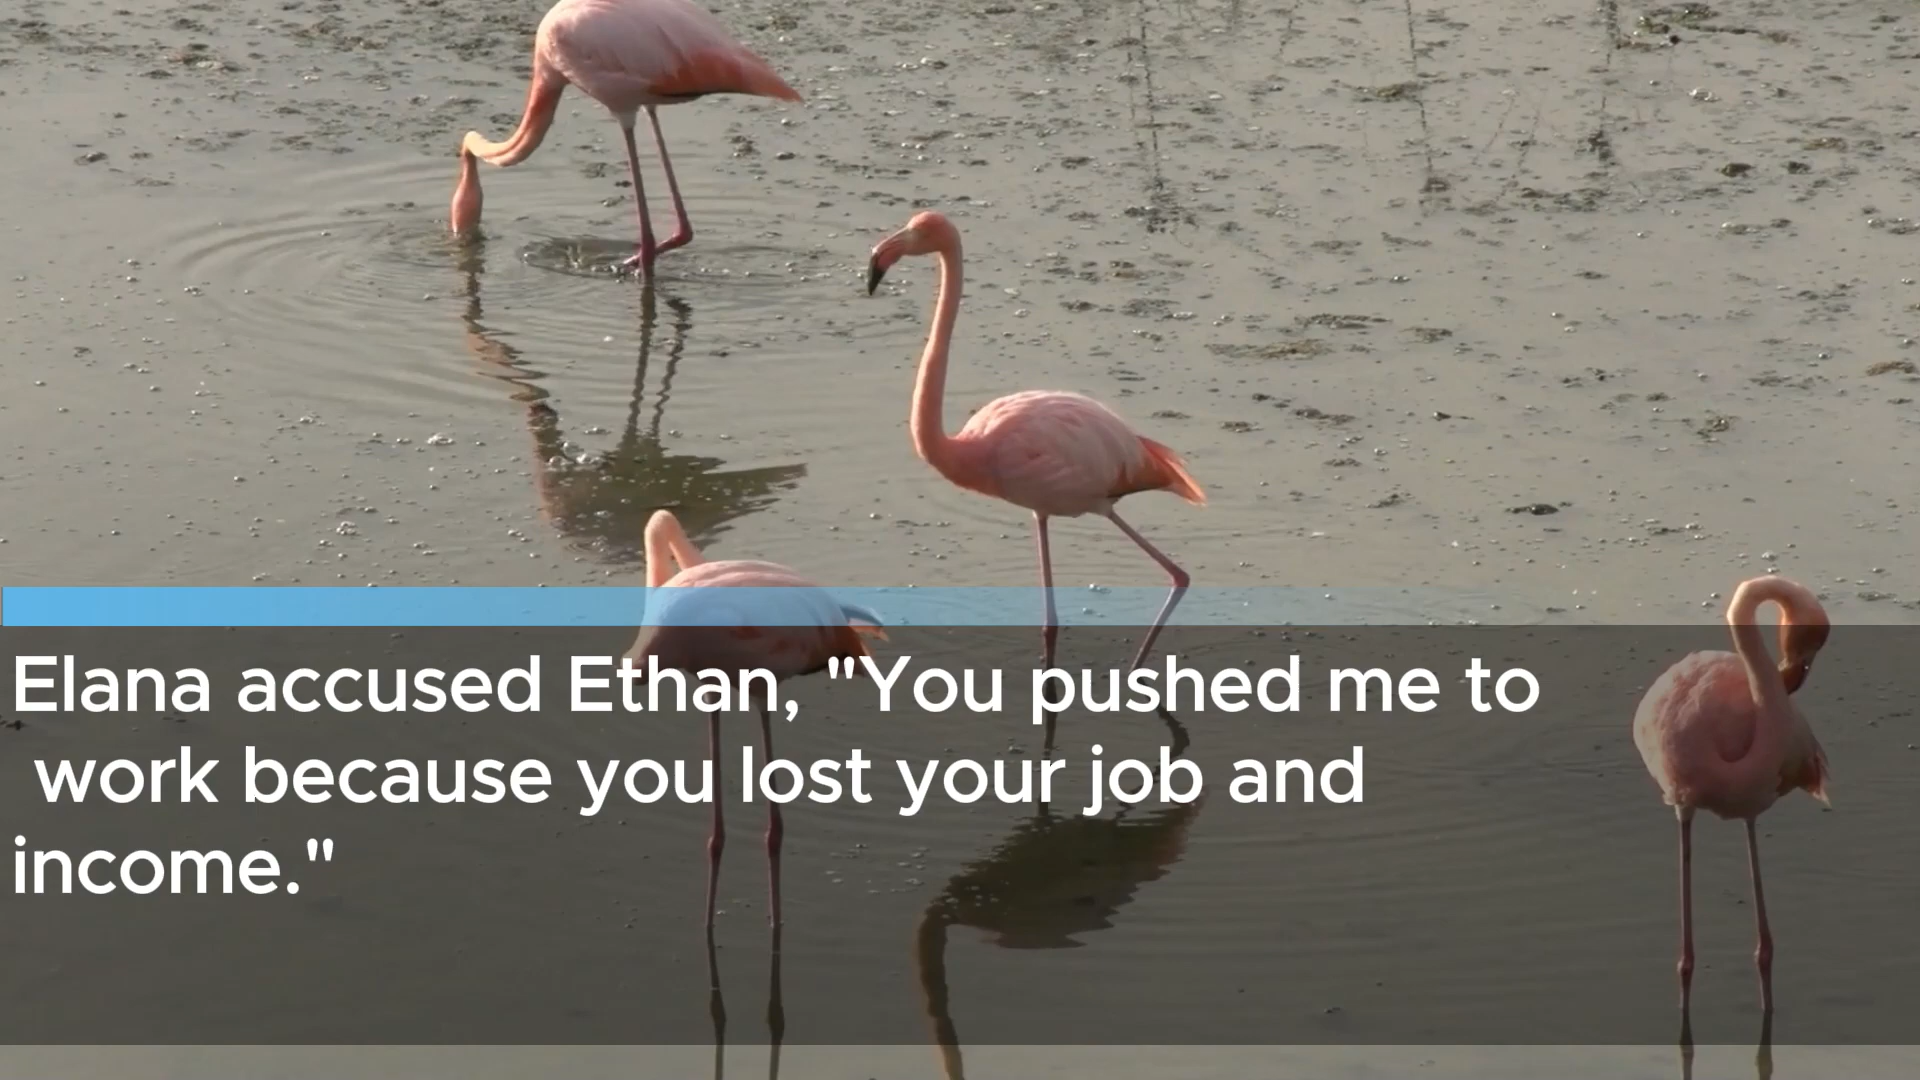 Elana accused Ethan, "You pushed me to
work because you lost your job and
income."